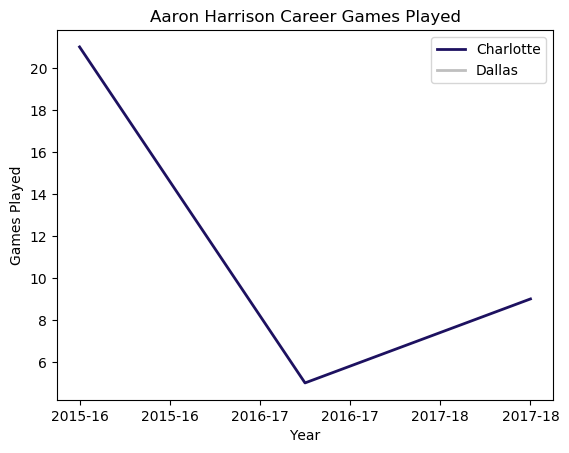 Aaron Harrison Career Games Played
Charlotte
Dallas
20
18
16
14
12
10
8
6
Games Played
2015-16 2015-16 2016-17 2016-17 2017-18 2017-18
Year